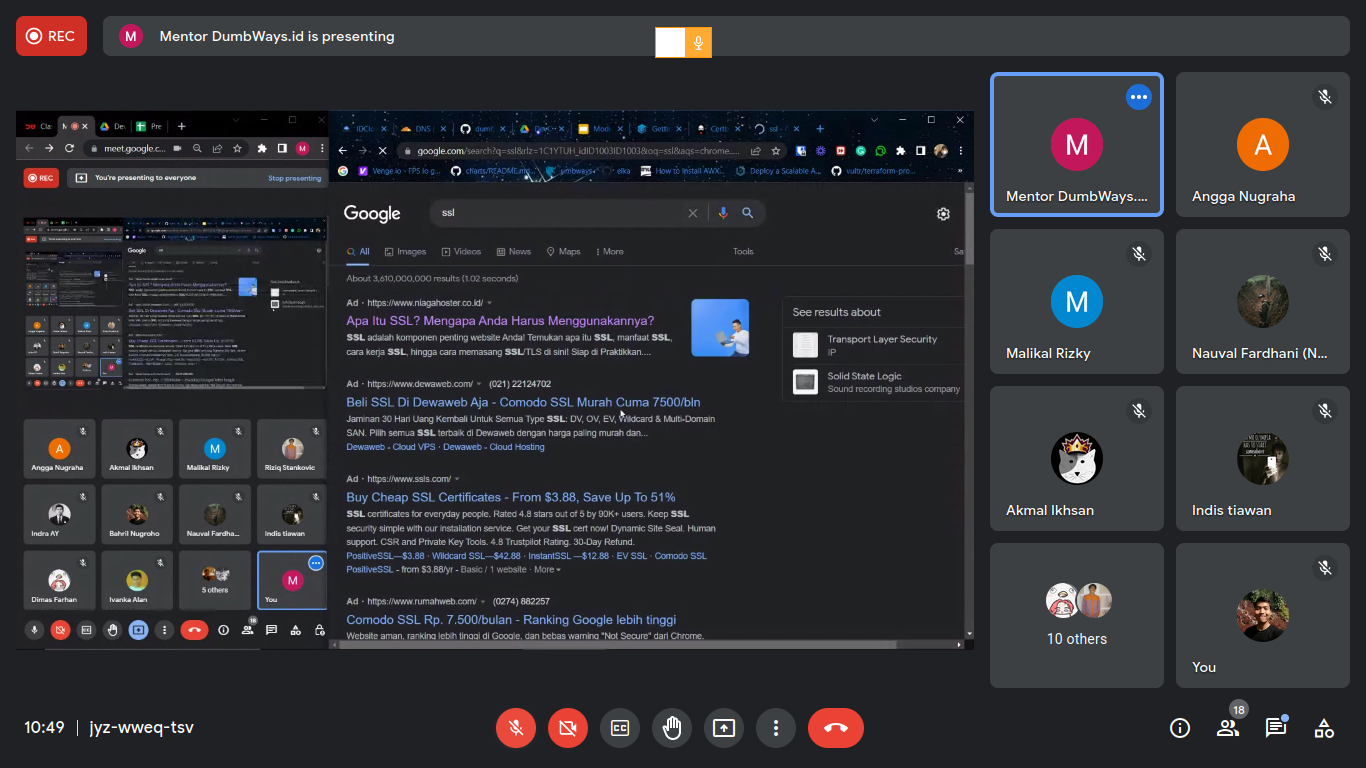 REC
M
Mentor DumbWays.id is presenting
meet.google.c...
REC
You're presenting to everyone
Stop presenting
A
Angga Nugraha
Akmal Ikhsan
M
Malikal Rizky
Riziq Stankovic
Indra AY
Bahril Nugroho
Nauval Fardha...
Indis tiawan
Dimas Farhan
Ivanka Alan
5 others
M
You
18
google.com/search?q=ssl&rlz=1C1YTUH_idID1003ID1003&oq=ssl&aqs=chrome....
Venge.io - FPS io g...
charts/README.m...
umbways
elka
How to Install AWX...
Deploy a Scalable A...
vultr/terraform-pro...
Google
ssl
All
Images
Videos
News
Maps
More
Tools
Sa
About 3,610,000,000 results (1.02 seconds)
Ad · https://www.niagahoster.co.id/
Apa Itu SSL? Mengapa Anda Harus Menggunakannya?
SSL adalah komponen penting website Anda! Temukan apa itu SSL, manfaat SSL,
cara kerja SSL, hingga cara memasang SSL/TLS di sini! Siap di Praktikkan....
Ad · https://www.dewaweb.com/ (021) 22124702
Beli SSL Di Dewaweb Aja - Comodo SSL Murah Cuma 7500/bln
Jaminan 30 Hari Uang Kembali Untuk Semua Type SSL: DV, OV, EV, Wildcard & Multi-Domain
SAN. Pilih semua SSL terbaik di Dewaweb dengan harga paling murah dan...
Dewaweb - Cloud VPS · Dewaweb - Cloud Hosting
Ad · https://www.ssls.com/
Buy Cheap SSL Certificates - From $3.88, Save Up To 51%
SSL certificates for everyday people. Rated 4.8 stars out of 5 by 90K+ users. Keep SSL
security simple with our installation service. Get your SSL cert now! Dynamic Site Seal. Human
support. CSR and Private Key Tools. 4.8 Trustpilot Rating. 30-Day Refund.
PositiveSSL—$3.88 · Wildcard SSL—$42.88 · InstantSSL —$12.88 · EV SSL · Comodo SSL
PositiveSSL - from $3.88/yr - Basic / 1 website · More
Ad · https://www.rumahweb.com/ (0274) 882257
Comodo SSL Rp. 7.500/bulan - Ranking Google lebih tinggi
Website aman, ranking lebih tinggi di Google, dan bebas warning "Not Secure" dari Chrome.
See results about
Transport Layer Security
IP
Solid State Logic
Sound recording studios company
M
Mentor DumbWays....
A
Angga Nugraha
M
Malikal Rizky
Nauval Fardhani (N...
Akmal Ikhsan
Indis tiawan
10 others
You
10:49
jyz-wweq-tsv
18